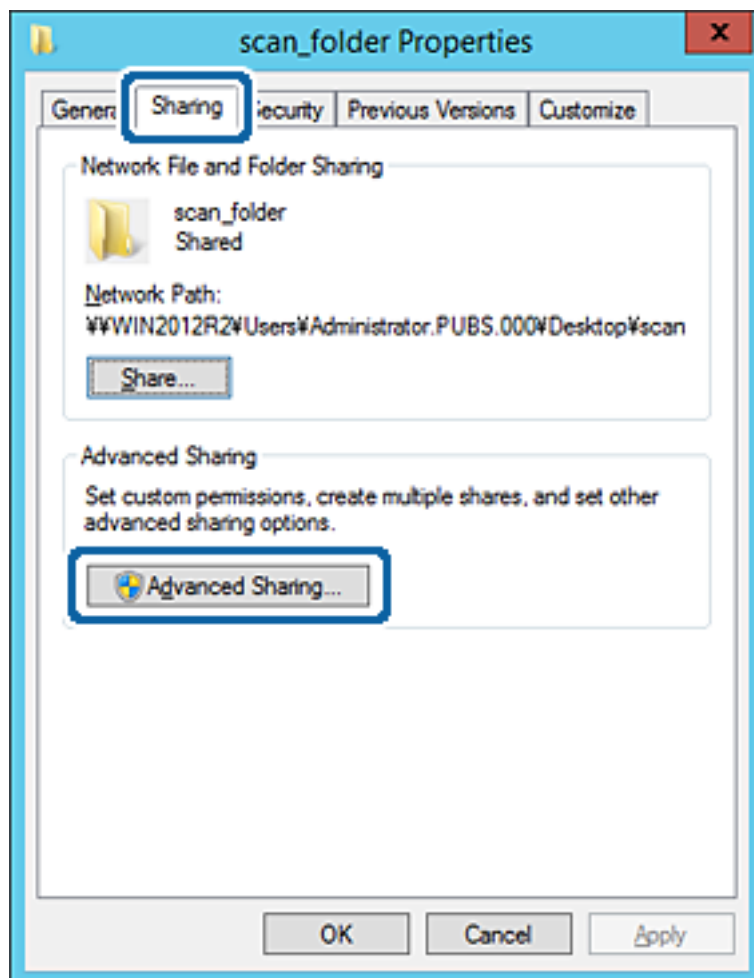 scan_folder Properties
x
General Sharing Security Previous Versions Customize
Network File and Folder Sharing
scan_folder
Shared
Network Path:
¥¥WIN2012R2¥Users¥Administrator.PUBS.000¥Desktop¥scan
Share...
Advanced Sharing
Set custom permissions, create multiple shares, and set other
advanced sharing options.
Advanced Sharing...
OK Cancel Apply